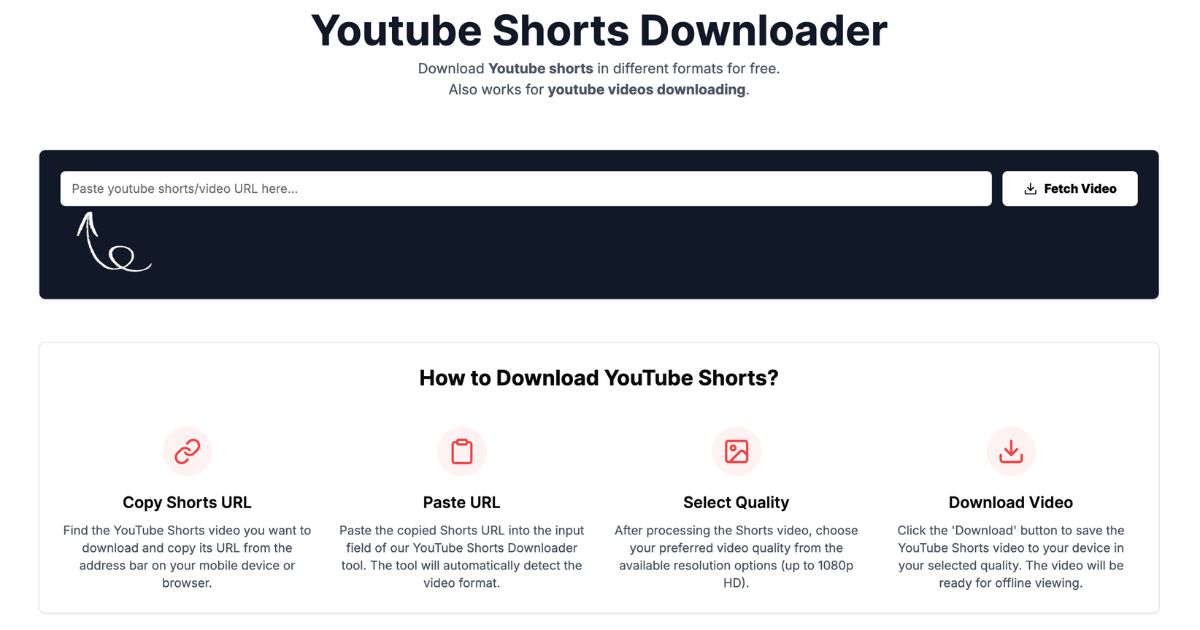 Youtube Shorts Downloader
Download Youtube shorts in different formats for free.
Also works for youtube videos downloading.
Paste youtube shorts/video URL here...
Fetch Video
How to Download YouTube Shorts?
Copy Shorts URL
Find the YouTube Shorts video you want to
download and copy its URL from the
address bar on your mobile device or
browser.
Paste URL
Paste the copied Shorts URL into the input
field of our YouTube Shorts Downloader
tool. The tool will automatically detect the
video format.
Select Quality
After processing the Shorts video, choose
your preferred video quality from the
available resolution options (up to 1080p
HD).
Download Video
Click the 'Download' button to save the
YouTube Shorts video to your device in
your selected quality. The video will be
ready for offline viewing.